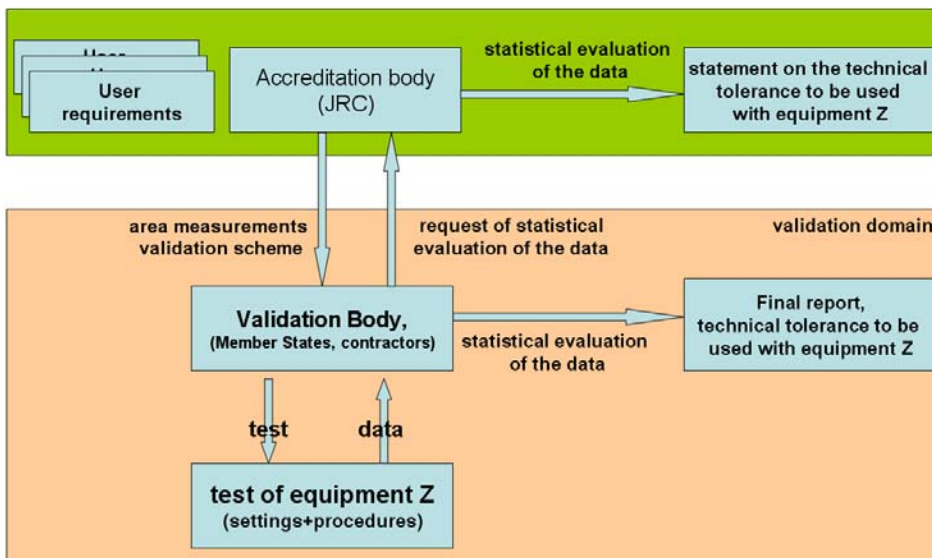 User
User
requirements
Accreditation body
(JRC)
statistical evaluation
of the data
statement on the technical
tolerance to be used
with equipment Z
area measurements
validation scheme
request of statistical
evaluation of the data
validation domain
Validation Body,
(Member States, contractors)
statistical evaluation
of the data
Final report,
technical tolerance to be
used with equipment Z
test
data
test of equipment Z
(settings+procedures)